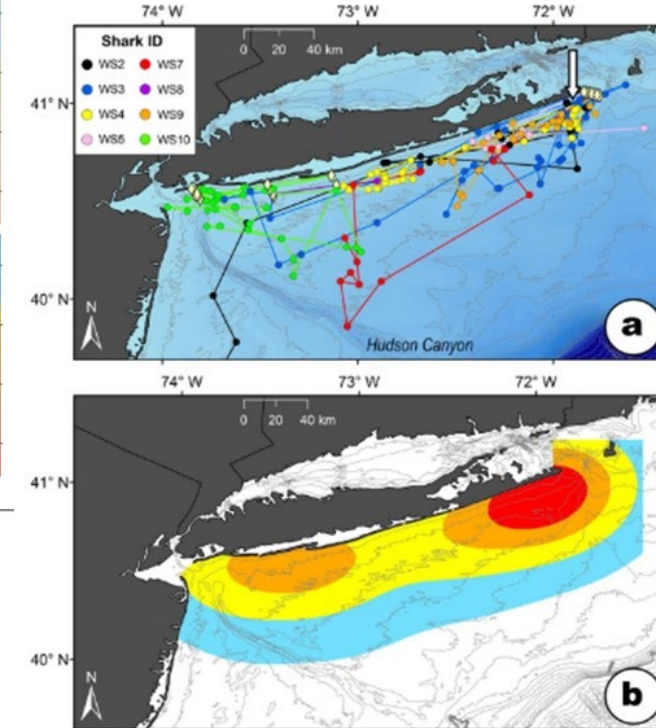 74° W 73° W 72° W
Shark ID
WS2 WS7
WS3 WS8
WS4 WS9
WS5 WS10
0 20 40 km
41° N
40° N
N
Hudson Canyon
a
74° W 73° W 72° W
0 20 40 km
41° N
40° N
N
b